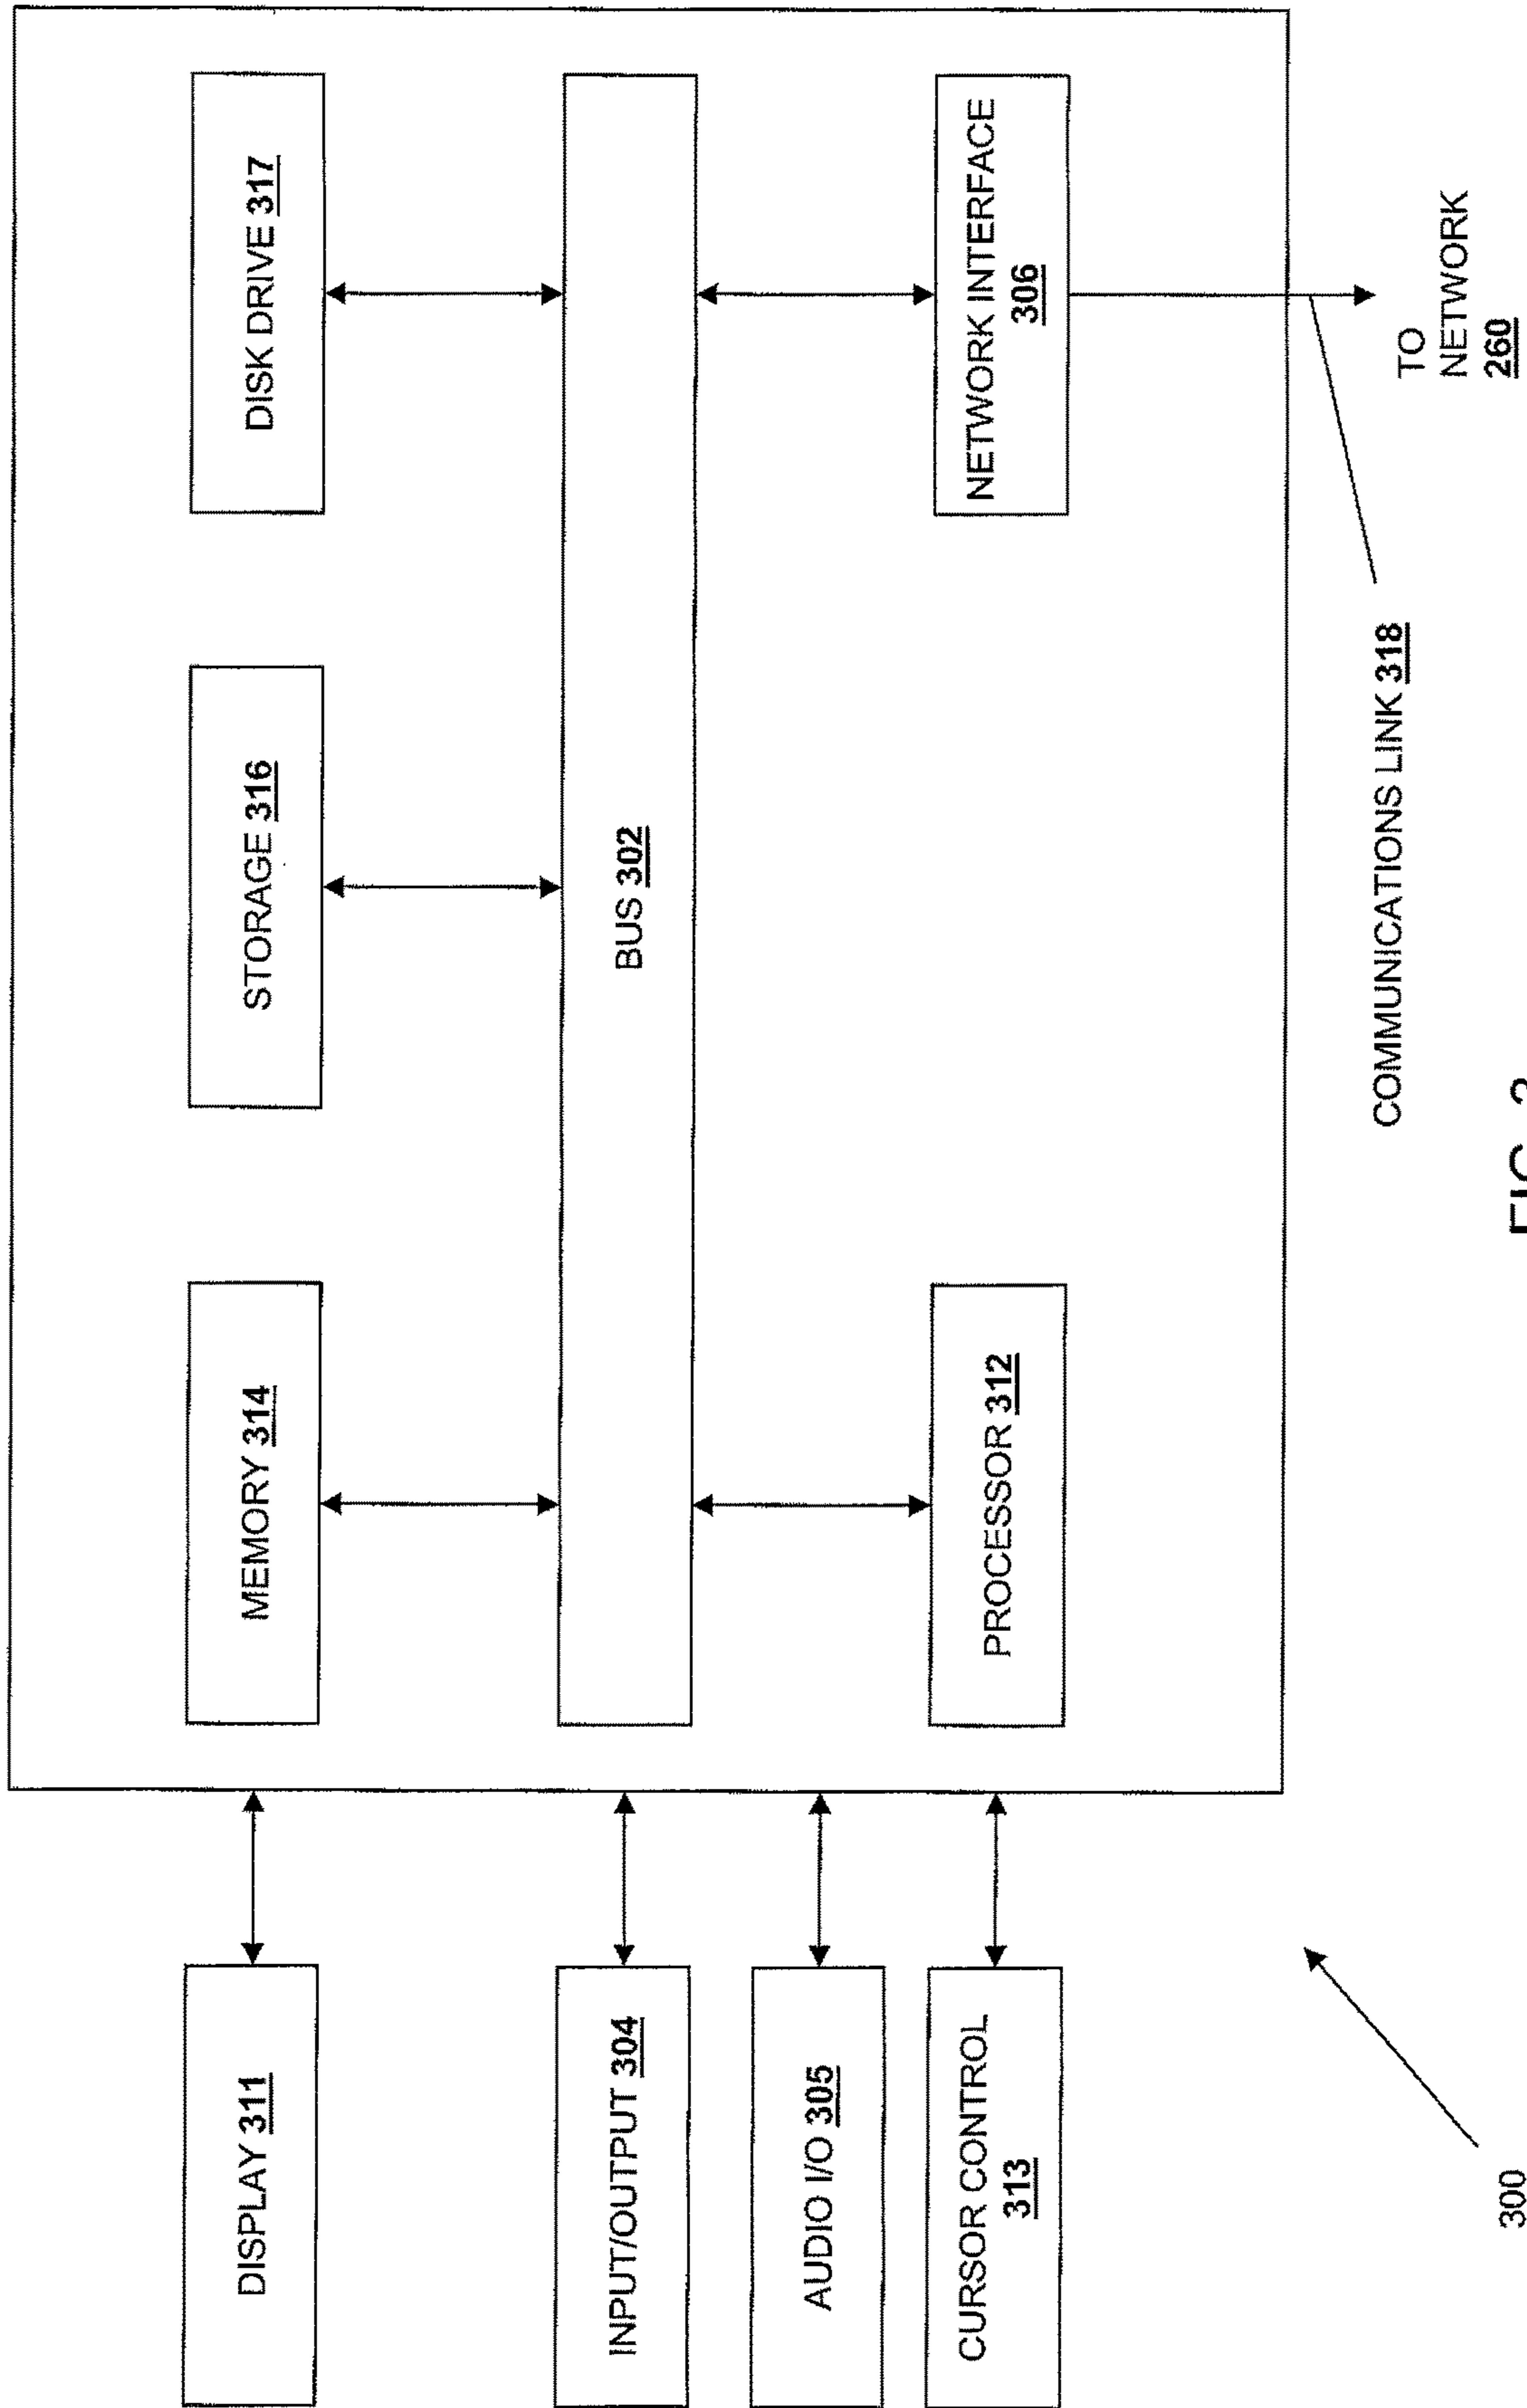 DISPLAY 311
MEMORY 314
STORAGE 316
DISK DRIVE 317
INPUT/OUTPUT 304
BUS 302
AUDIO I/O 305
CURSOR CONTROL
313
PROCESSOR 312
NETWORK INTERFACE
306
COMMUNICATIONS LINK 318
TO
NETWORK
260
300